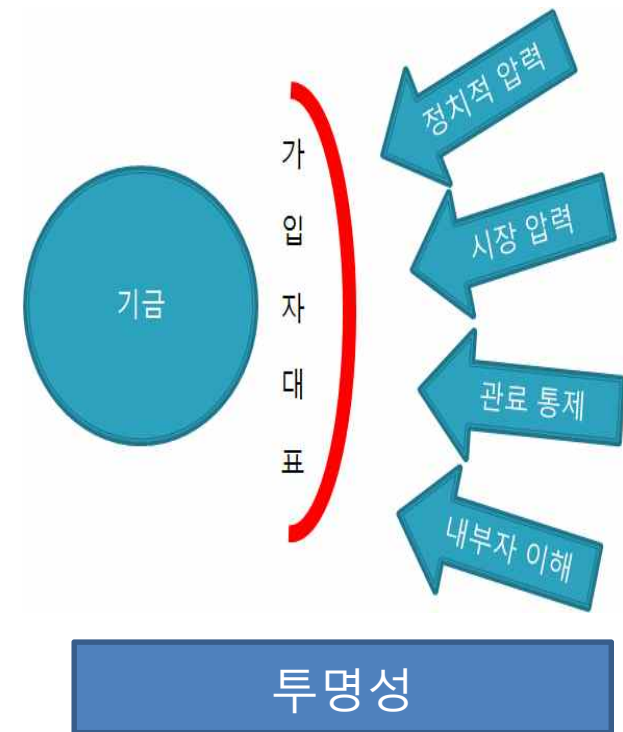 기금
가
입
자
대
표
정치적 압력
시장 압력
관료 통제
내부자 이해
투명성